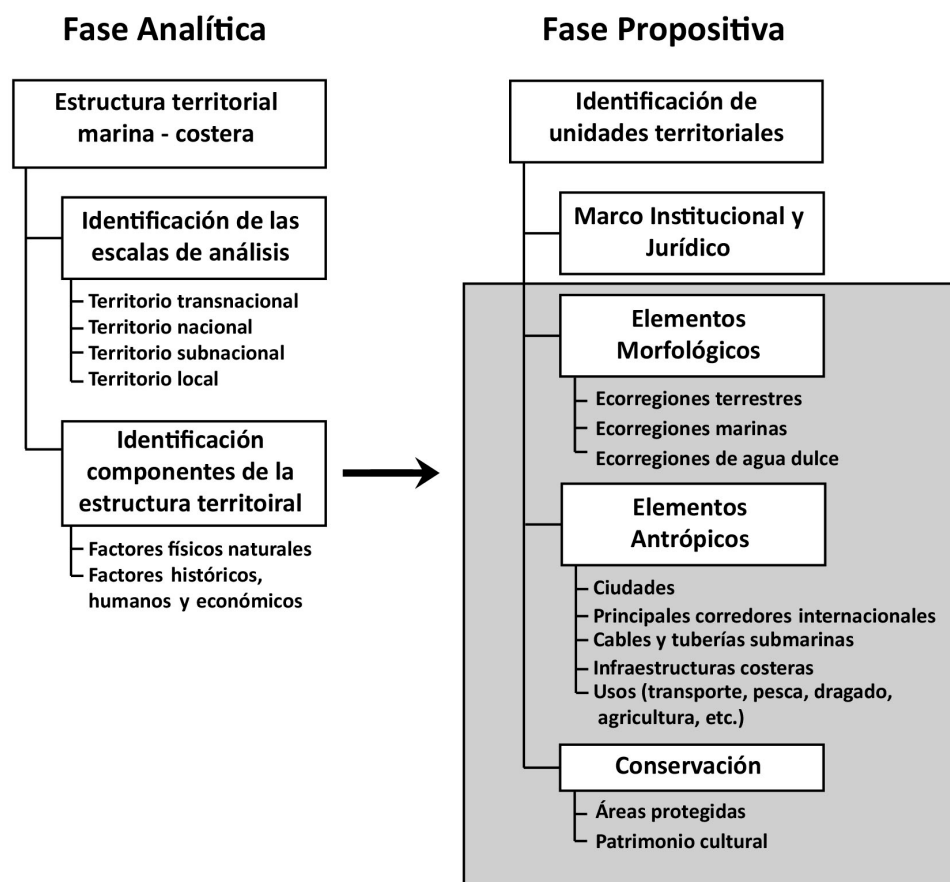 Fase Analítica
Estructura territorial
marina - costera
Identificación de las
escalas de análisis
Territorio transnacional
Territorio nacional
Territorio subnacional
Territorio local
Identificación
componentes de la
estructura territoiral
Factores físicos naturales
Factores históricos,
humanos y económicos
Fase Propositiva
Identificación de
unidades territoriales
Marco Institucional y
Jurídico
Elementos
Morfológicos
Ecorregiones terrestres
Ecorregiones marinas
Ecorregiones de agua dulce
Elementos
Antrópicos
Ciudades
Principales corredores internacionales
Cables y tuberías submarinas
Infraestructuras costeras
Usos (transporte, pesca, dragado,
agricultura, etc.)
Conservación
Áreas protegidas
Patrimonio cultural